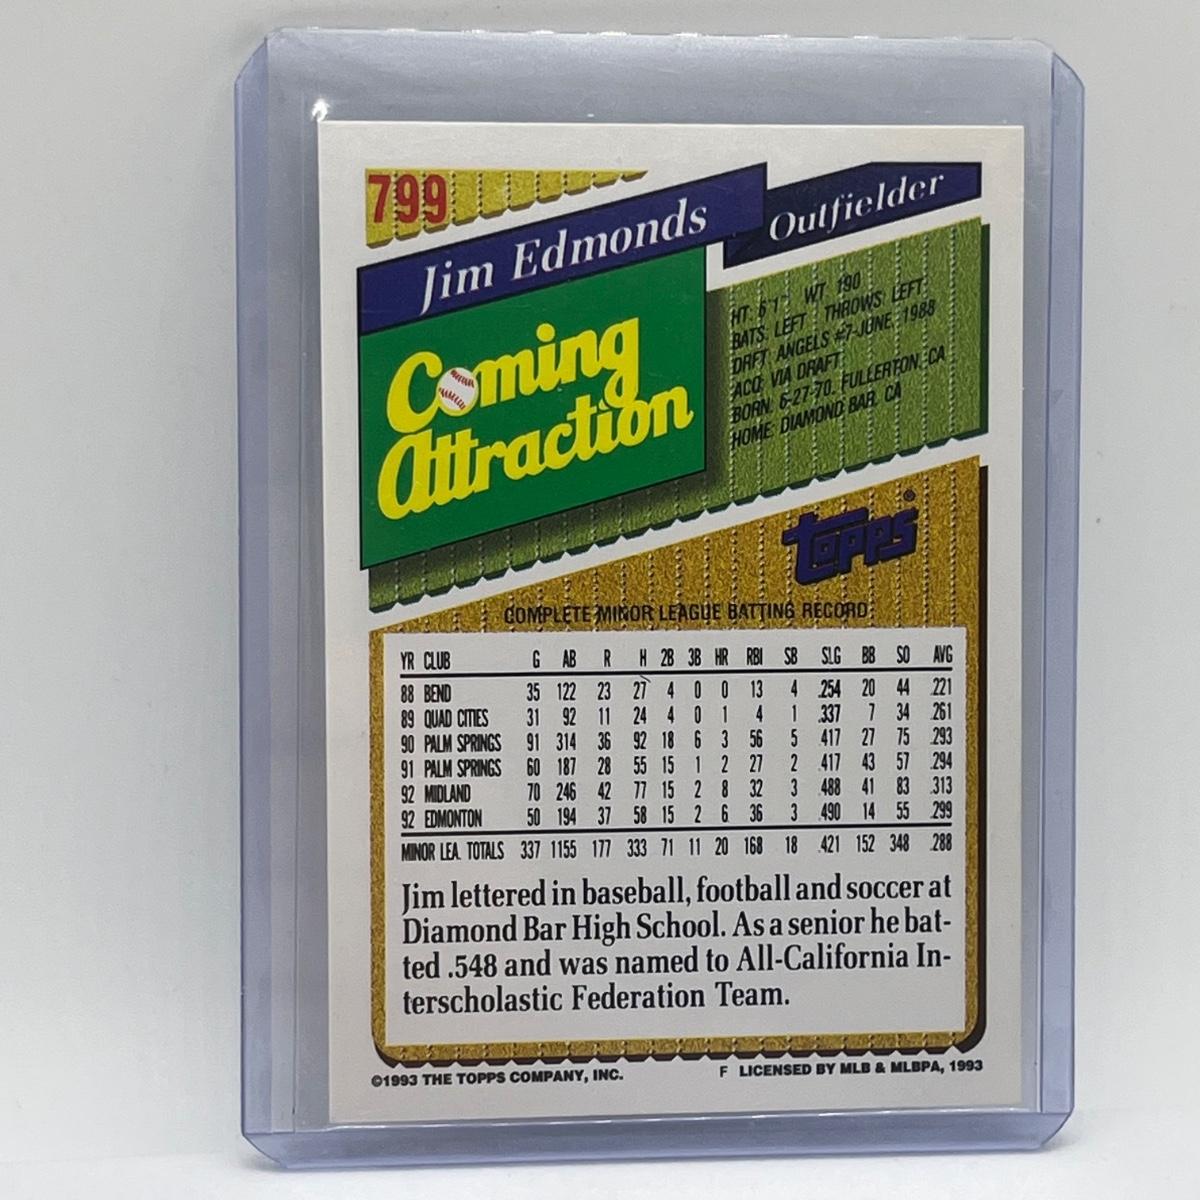 799
Jim Edmonds
Outfielder
Coming
Attraction
HT: 6'1" WT: 190
BATS: LEFT THROWS: LEFT
DRFT: ANGELS #7-JUNE, 1988
ACQ: VIA DRAFT
BORN: 6-27-70, FULLERTON, CA
HOME: DIAMOND BAR, CA
topps®
COMPLETE MINOR LEAGUE BATTING RECORD
YR CLUB G AB R H 2B 3B HR RBI SB SLG BB SO AVG
88 BEND 35 122 23 27 4 0 0 13 4 .254 20 44 .221
89 QUAD CITIES 31 92 11 24 4 0 1 4 1 .337 7 34 .261
90 PALM SPRINGS 91 314 36 92 18 6 3 56 5 .417 27 75 .293
91 PALM SPRINGS 60 187 28 55 15 1 2 27 2 .417 43 57 .294
92 MIDLAND 70 246 42 77 15 2 8 32 3 .488 41 83 .313
92 EDMONTON 50 194 37 58 15 2 6 36 3 .490 14 55 .299
MINOR LEA. TOTALS 337 1155 177 333 71 11 20 168 18 .421 152 348 .288
Jim lettered in baseball, football and soccer at
Diamond Bar High School. As a senior he bat-
ted .548 and was named to All-California In-
terscholastic Federation Team.
©1993 THE TOPPS COMPANY, INC. F LICENSED BY MLB & MLBPA, 1993